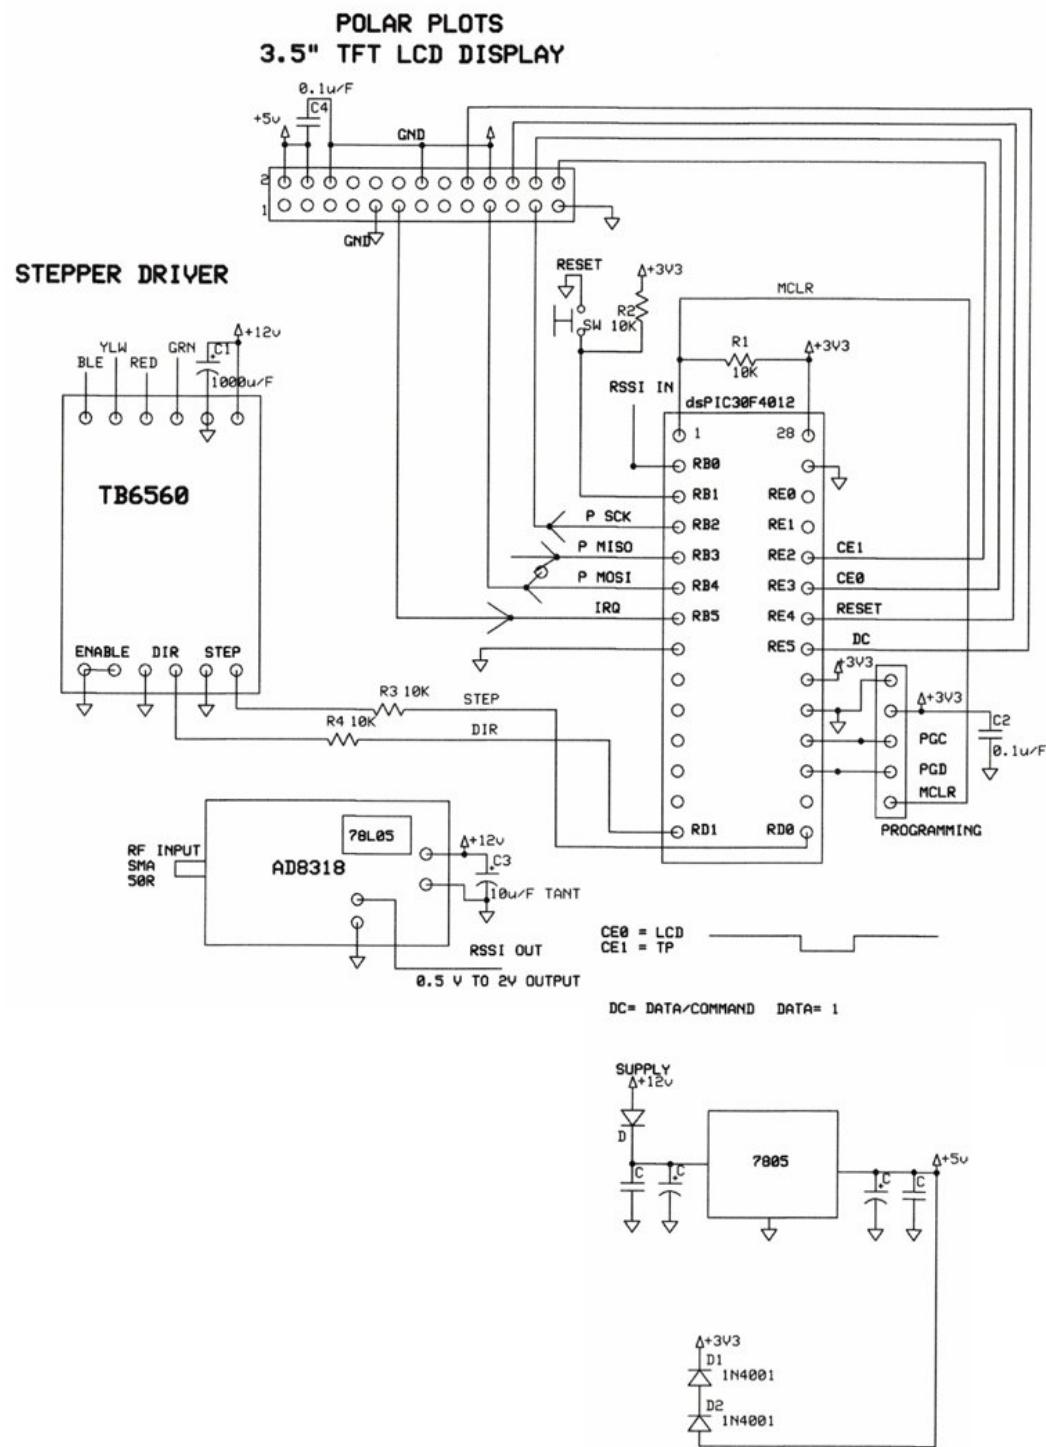 POLAR PLOTS
3.5" TFT LCD DISPLAY
0.1u/F
C4
+5v
GND
2
1
GND
STEPPER DRIVER
RESET
+3V3
R2
SW 10K
MCLR
R1
10K
+3V3
+12v
YLW
GRN
C1
BLE
RED
1000u/F
RSSI IN
dsPIC30F4012
1
28
TB6560
RB0
RB1
RE0
P SCK
RB2
RE1
P MISO
RB3
RE2
CE1
P MOSI
RB4
RE3
CE0
IRQ
RB5
RE4
RESET
RE5
DC
ENABLE
DIR
STEP
+3V3
R3 10K
STEP
+3V3
C2
R4 10K
DIR
PGC
0.1u/F
PGD
MCLR
RD1
RD0
PROGRAMMING
78L05
+12v
RF INPUT
SMA
50R
AD8318
C3
10u/F TANT
RSSI OUT
0.5 V TO 2V OUTPUT
CE0 = LCD
CE1 = TP
DC= DATA/COMMAND DATA= 1
SUPPLY
+12v
D
7805
+5v
C
C
C
C
+3V3
D1
1N4001
D2
1N4001